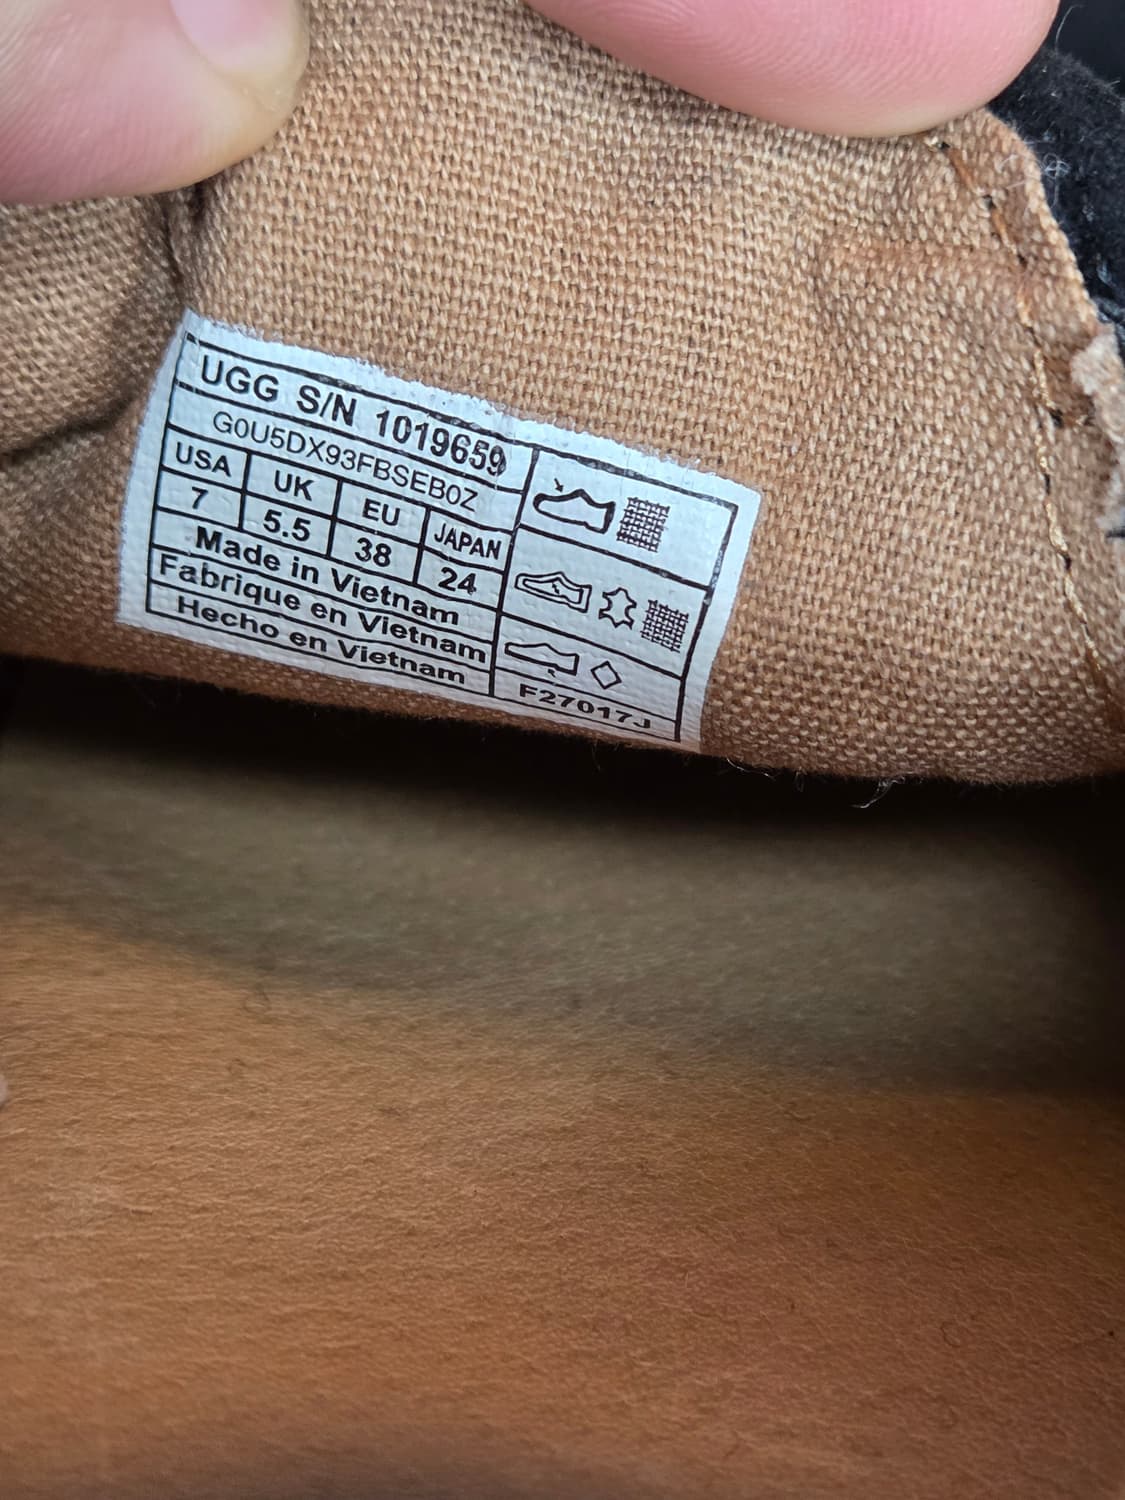 UGG S/N 1019659
G0U5DX93FBSEB0Z
USA UK EU JAPAN
7 5.5 38 24
Made in Vietnam
Fabrique en Vietnam
Hecho en Vietnam
F27017J